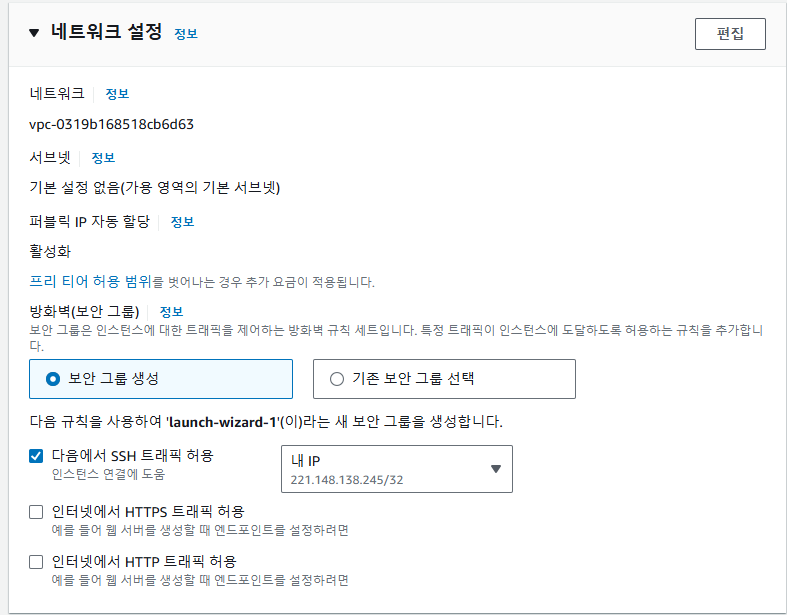 네트워크 설정 정보
편집
네트워크 정보
vpc-0319b168518cb6d63
서브넷 정보
기본 설정 없음(가용 영역의 기본 서브넷)
퍼블릭 IP 자동 할당 정보
활성화
프리 티어 허용 범위를 벗어나는 경우 추가 요금이 적용됩니다.
방화벽(보안 그룹) 정보
보안 그룹은 인스턴스에 대한 트래픽을 제어하는 방화벽 규칙 세트입니다. 특정 트래픽이 인스턴스에 도달하도록 허용하는 규칙을 추가합니
다.
보안 그룹 생성
기존 보안 그룹 선택
다음 규칙을 사용하여 'launch-wizard-1'(이)라는 새 보안 그룹을 생성합니다.
다음에서 SSH 트래픽 허용
인스턴스 연결에 도움
내 IP
221.148.138.245/32
인터넷에서 HTTPS 트래픽 허용
예를 들어 웹 서버를 생성할 때 엔드포인트를 설정하려면
인터넷에서 HTTP 트래픽 허용
예를 들어 웹 서버를 생성할 때 엔드포인트를 설정하려면